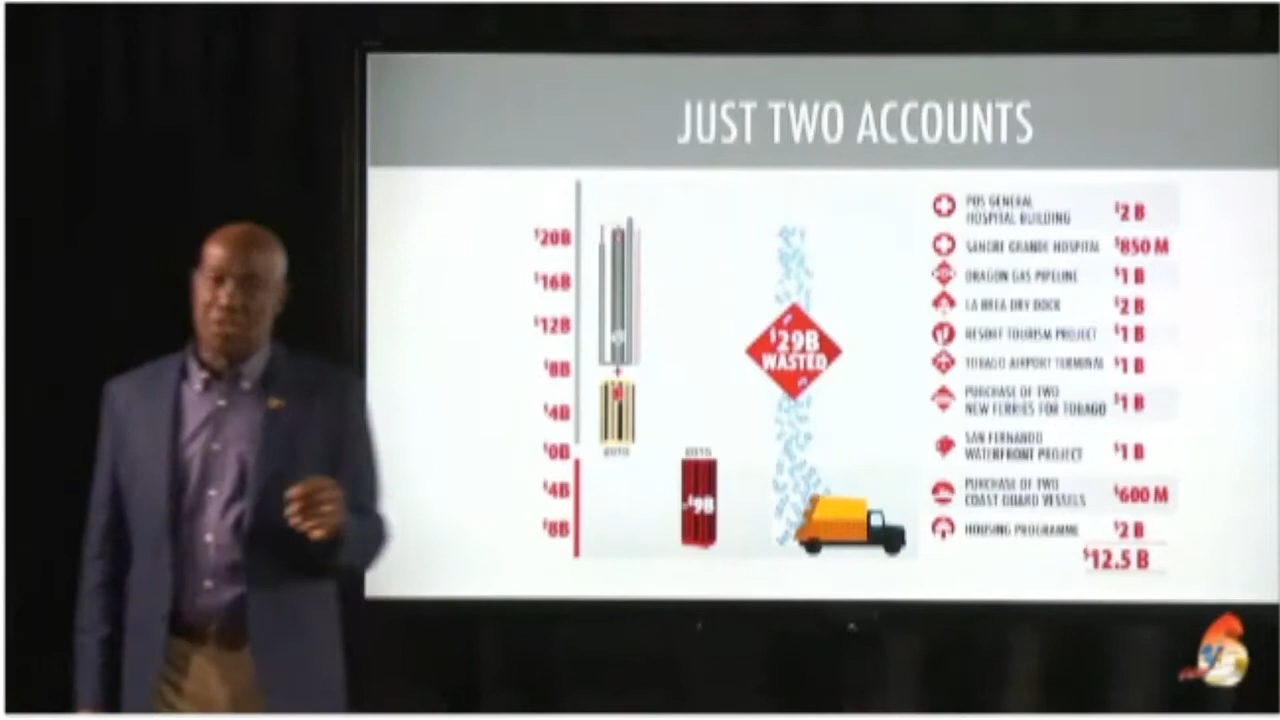 JUST TWO ACCOUNTS
$20B
$16B
$12B
$8B
$4B
$0B
$4B
$8B
+
2010
2015
-$9B
$29B
WASTED
POS GENERAL
HOSPITAL BUILDING
$2 B
SANGRE GRANDE HOSPITAL
$850 M
DRAGON GAS PIPELINE
$1 B
LA BREA DRY DOCK
$2 B
RESORT TOURISM PROJECT
$1 B
TOBAGO AIRPORT TERMINAL
$1 B
PURCHASE OF TWO
NEW FERRIES FOR TOBAGO
$1 B
SAN FERNANDO
WATERFRONT PROJECT
$1 B
PURCHASE OF TWO
COAST GUARD VESSELS
$600 M
HOUSING PROGRAMME
$2 B
$12.5 B